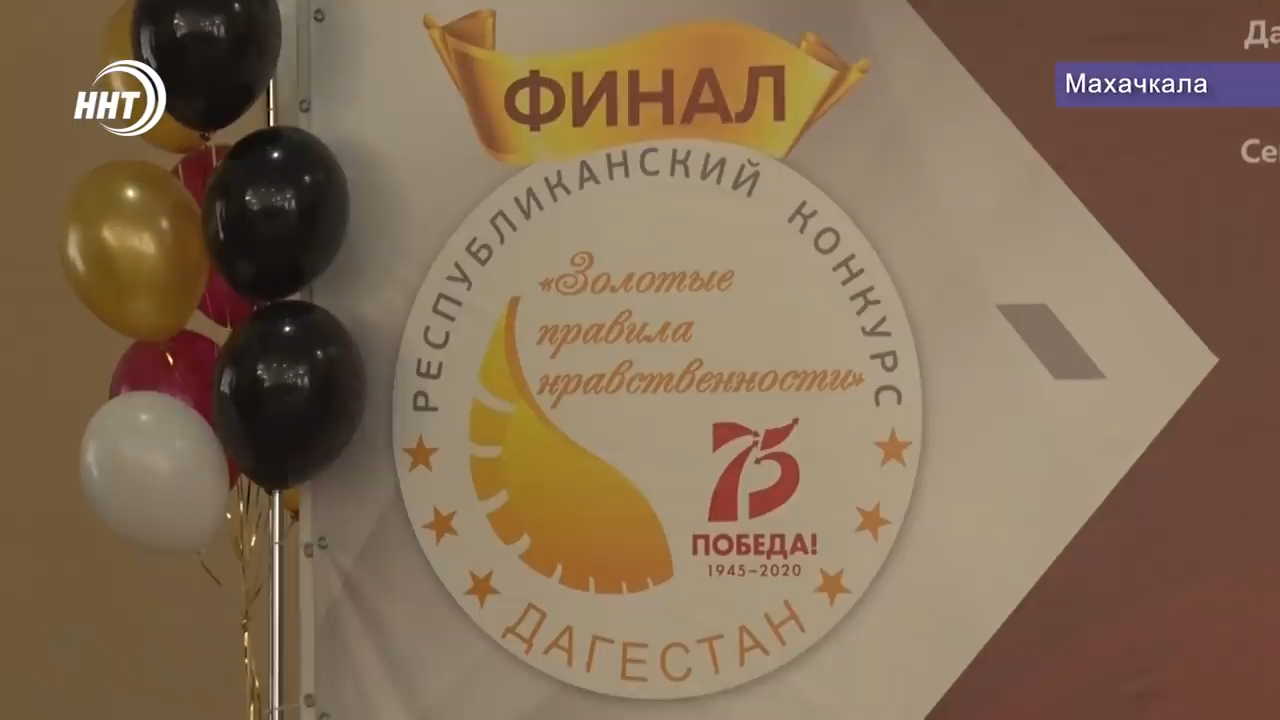 ННТ
Махачкала
ФИНАЛ
РЕСПУБЛИКАНСКИЙ КОНКУРС
«Золотые
правила
нравственности»
75
ПОБЕДА!
1945–2020
ДАГЕСТАН